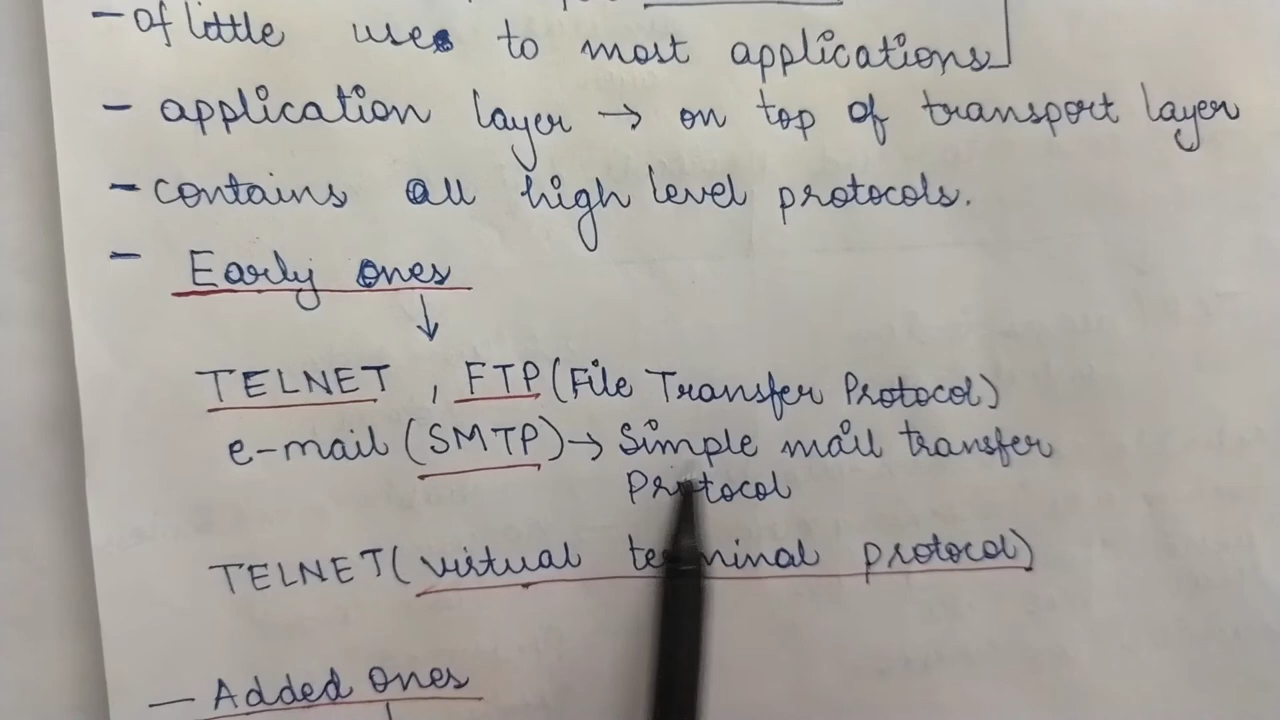 - of little use to most applications
- application layer → on top of transport layer
- contains all high level protocols.
- Early ones
↓
TELNET , FTP (File Transfer Protocol)
e-mail (SMTP) → Simple mail transfer
Protocol
TELNET (virtual terminal protocol)
- Added ones